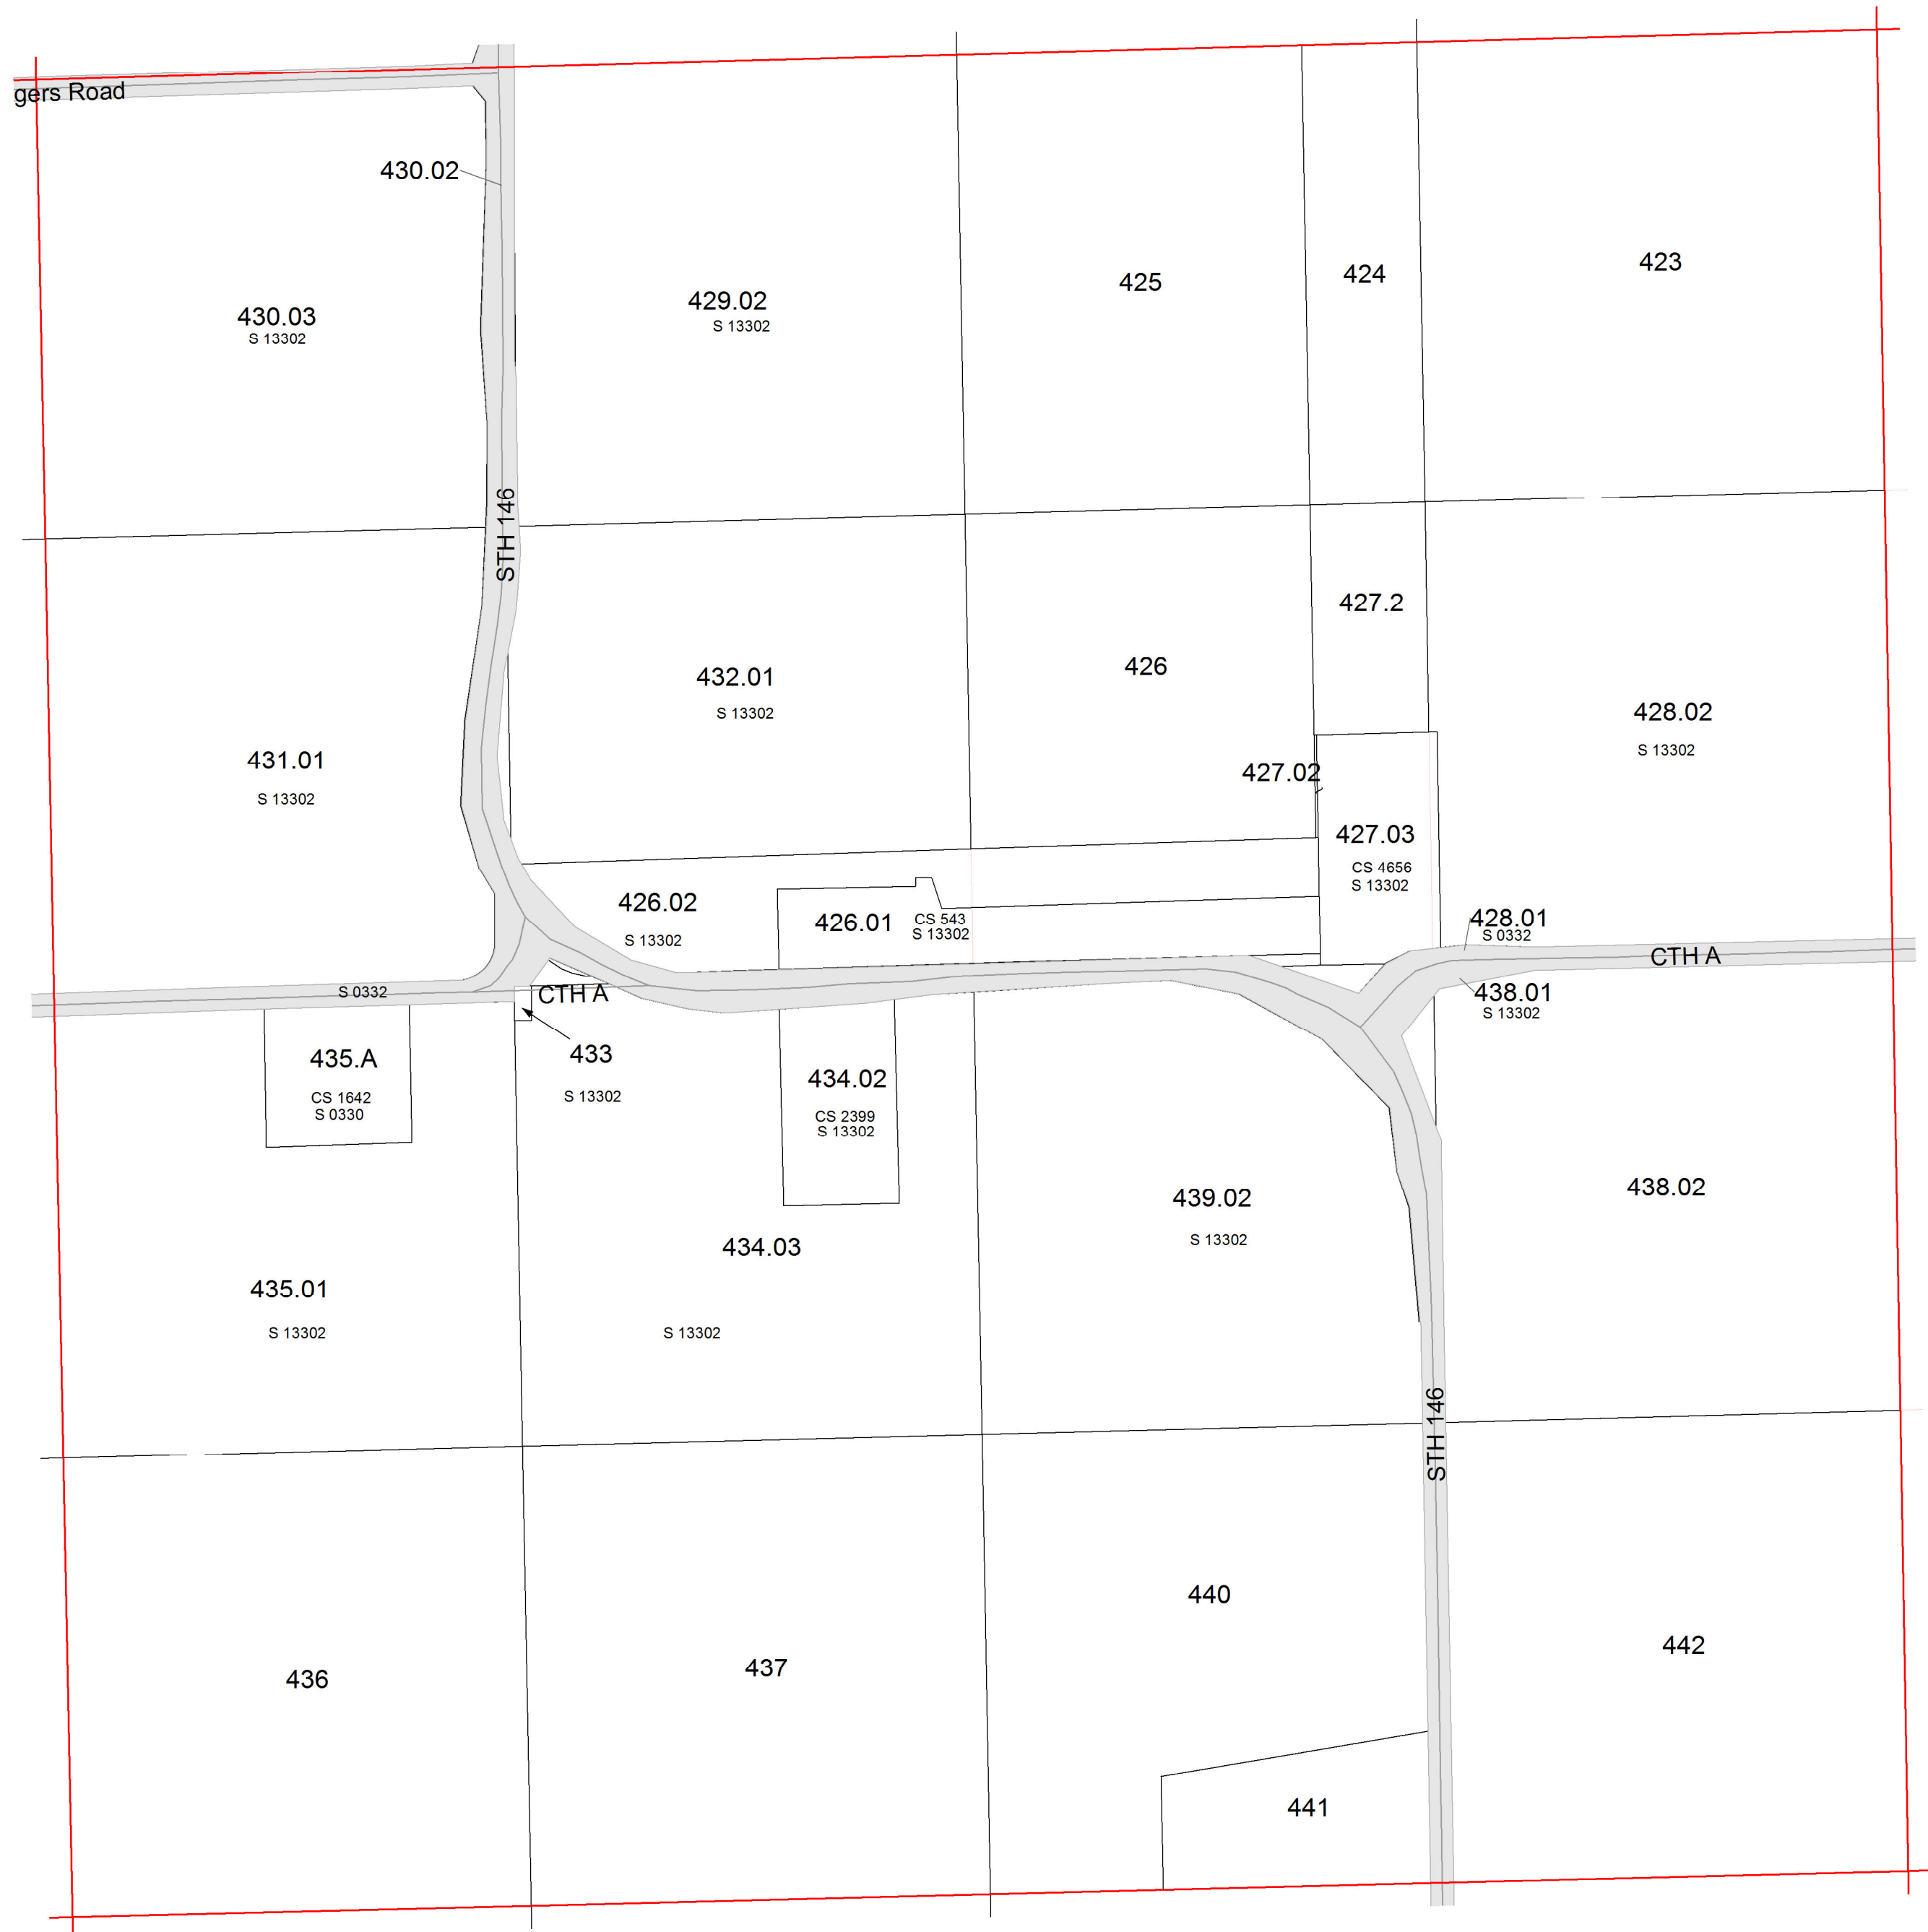 gers Road
430.02
423
424
425
429.02
S 13302
430.03
S 13302
STH 146
427.2
426
432.01
S 13302
428.02
S 13302
431.01
S 13302
427.02
427.03
CS 4656
S 13302
426.02
S 13302
426.01
CS 543
S 13302
428.01
S 0332
CTH A
S 0332
CTH A
438.01
S 13302
433
S 13302
435.A
CS 1642
S 0330
434.02
CS 2399
S 13302
439.02
S 13302
438.02
434.03
S 13302
435.01
S 13302
STH 146
440
442
437
436
441